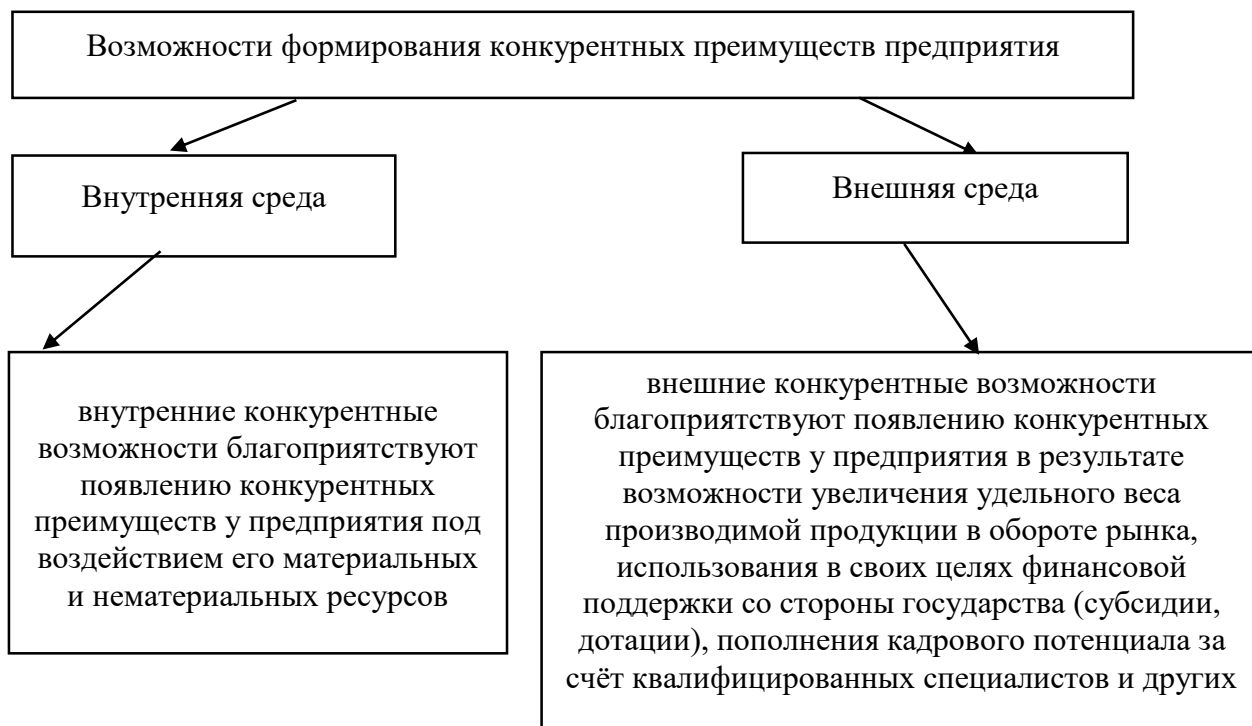 Возможности формирования конкурентных преимуществ предприятия
Внутренняя среда
Внешняя среда
внутренние конкурентные
возможности благоприятствуют
появлению конкурентных
преимуществ у предприятия под
воздействием его материальных
и нематериальных ресурсов
внешние конкурентные возможности
благоприятствуют появлению конкурентных
преимуществ у предприятия в результате
возможности увеличения удельного веса
производимой продукции в обороте рынка,
использования в своих целях финансовой
поддержки со стороны государства (субсидии,
дотации), пополнения кадрового потенциала за
счёт квалифицированных специалистов и других